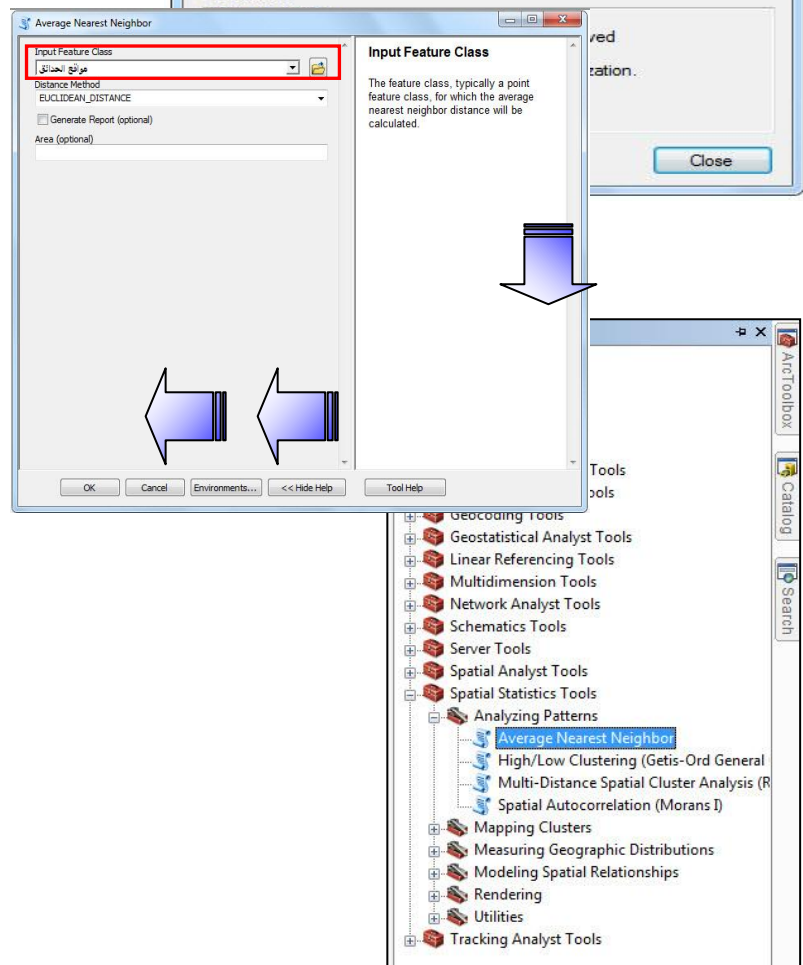 Average Nearest Neighbor
Input Feature Class
مواقع الحدائق
Distance Method
EUCLIDEAN_DISTANCE
Generate Report (optional)
Area (optional)
OK
Cancel
Environments...
<< Hide Help
Input Feature Class
The feature class, typically a point
feature class, for which the average
nearest neighbor distance will be
calculated.
Tool Help
Close
ArcToolbox
Catalog
Search
Tools
Geocoding Tools
Geostatistical Analyst Tools
Linear Referencing Tools
Multidimension Tools
Network Analyst Tools
Schematics Tools
Server Tools
Spatial Analyst Tools
Spatial Statistics Tools
Analyzing Patterns
Average Nearest Neighbor
High/Low Clustering (Getis-Ord General
Multi-Distance Spatial Cluster Analysis (R
Spatial Autocorrelation (Morans I)
Mapping Clusters
Measuring Geographic Distributions
Modeling Spatial Relationships
Rendering
Utilities
Tracking Analyst Tools